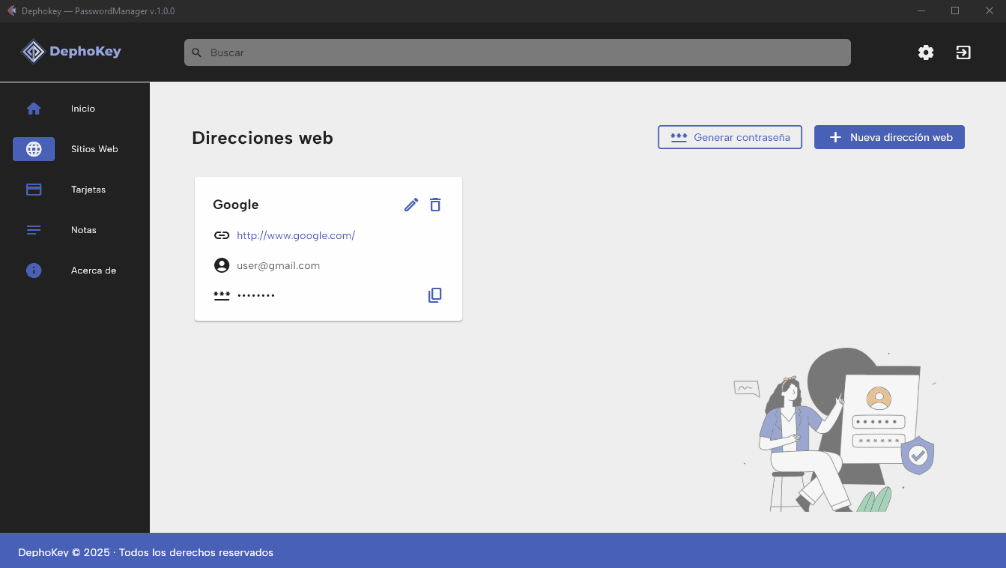 Dephokey — PasswordManager v.1.0.0
DephoKey
Buscar
Inicio
Sitios Web
Tarjetas
Notas
Acerca de
Direcciones web
Generar contraseña
Nueva dirección web
Google
http://www.google.com/
user@gmail.com
••••••••
DephoKey © 2025 · Todos los derechos reservados